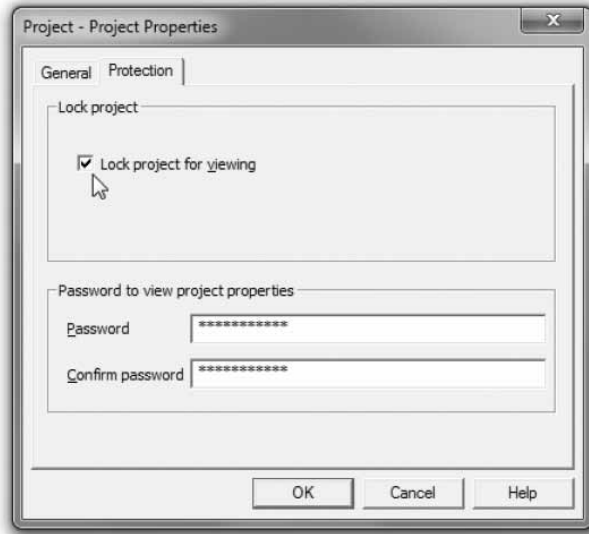 Project - Project Properties
General Protection
Lock project
Lock project for viewing
Password to view project properties
Password ***********
Confirm password ***********
OK Cancel Help